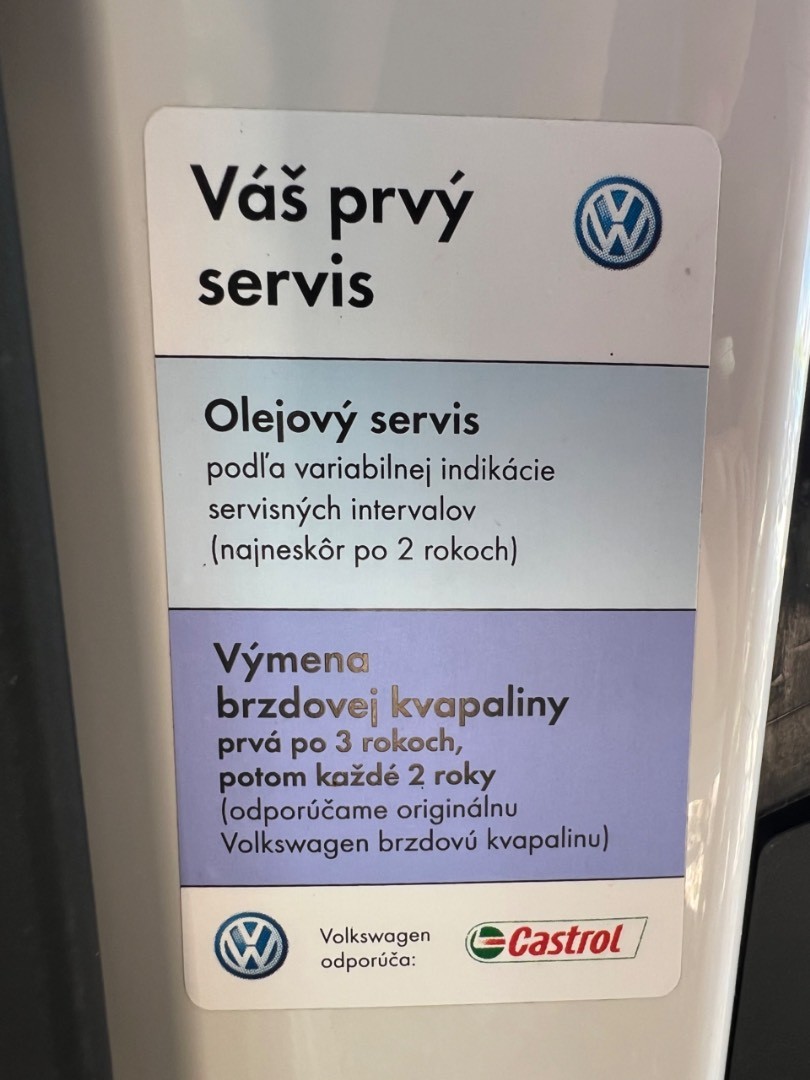 Váš prvý
servis
Olejový servis
podľa variabilnej indikácie
servisných intervalov
(najneskôr po 2 rokoch)
Výmena
brzdovej kvapaliny
prvá po 3 rokoch,
potom každé 2 roky
(odporúčame originálnu
Volkswagen brzdovú kvapalinu)
Volkswagen
odporúča:
Castrol